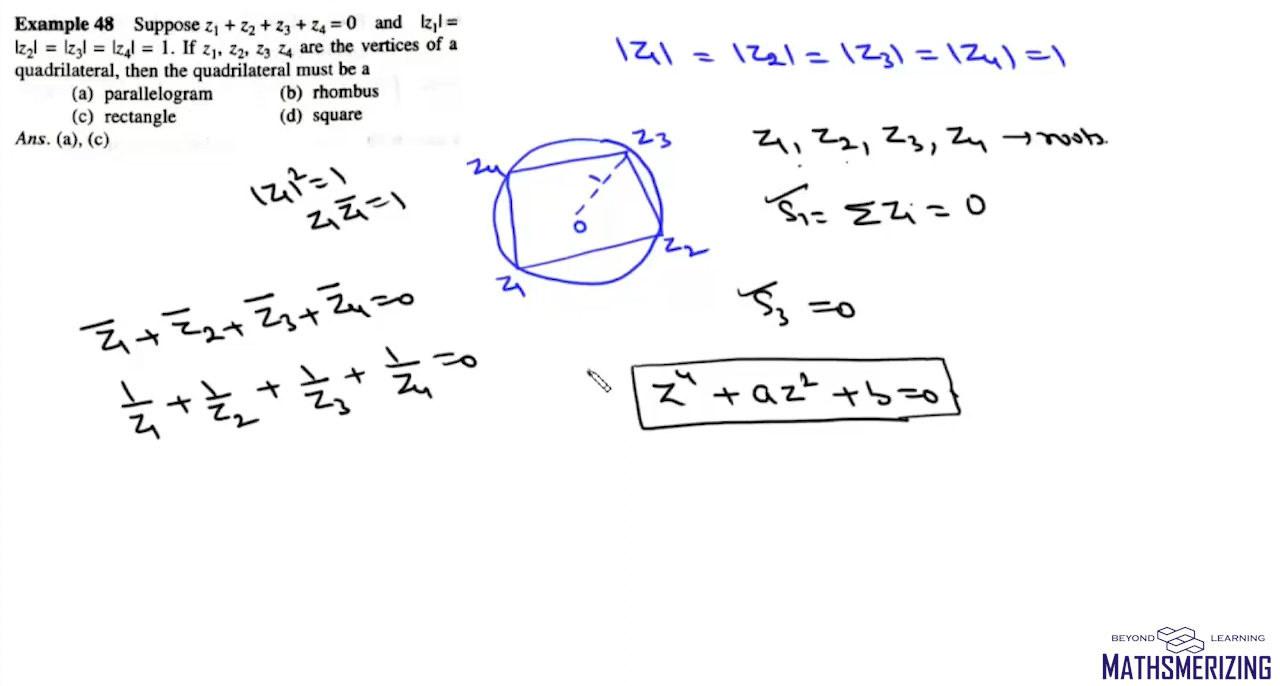 Example 48 Suppose z₁ + z₂ + z₃ + z₄ = 0 and |z₁| =
|z₂| = |z₃| = |z₄| = 1. If z₁, z₂, z₃ z₄ are the vertices of a
quadrilateral, then the quadrilateral must be a
(a) parallelogram (b) rhombus
(c) rectangle (d) square
Ans. (a), (c)
|z₁| = |z₂| = |z₃| = |z₄| = 1
z₁, z₂, z₃, z₄ → roots
S₁ = Σzᵢ = 0
S₃ = 0
z⁴ + az² + b = 0
|z₁|² = 1
z₁ z̄₁ = 1
z₄
z₃
1
0
z₂
z₁
z̄₁ + z̄₂ + z̄₃ + z̄₄ = 0
1/z₁ + 1/z₂ + 1/z₃ + 1/z₄ = 0
BEYOND LEARNING
MATHSMERIZING